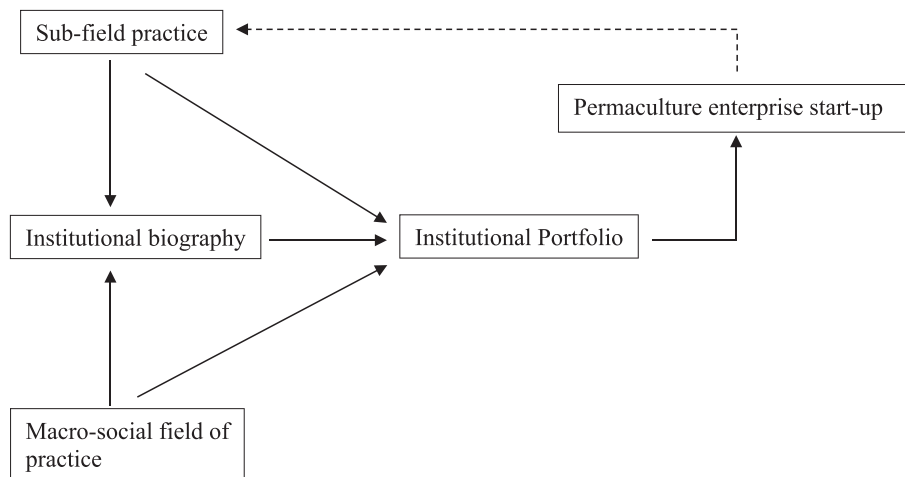 Sub-field practice
Permaculture enterprise start-up
Institutional biography
Institutional Portfolio
Macro-social field of
practice